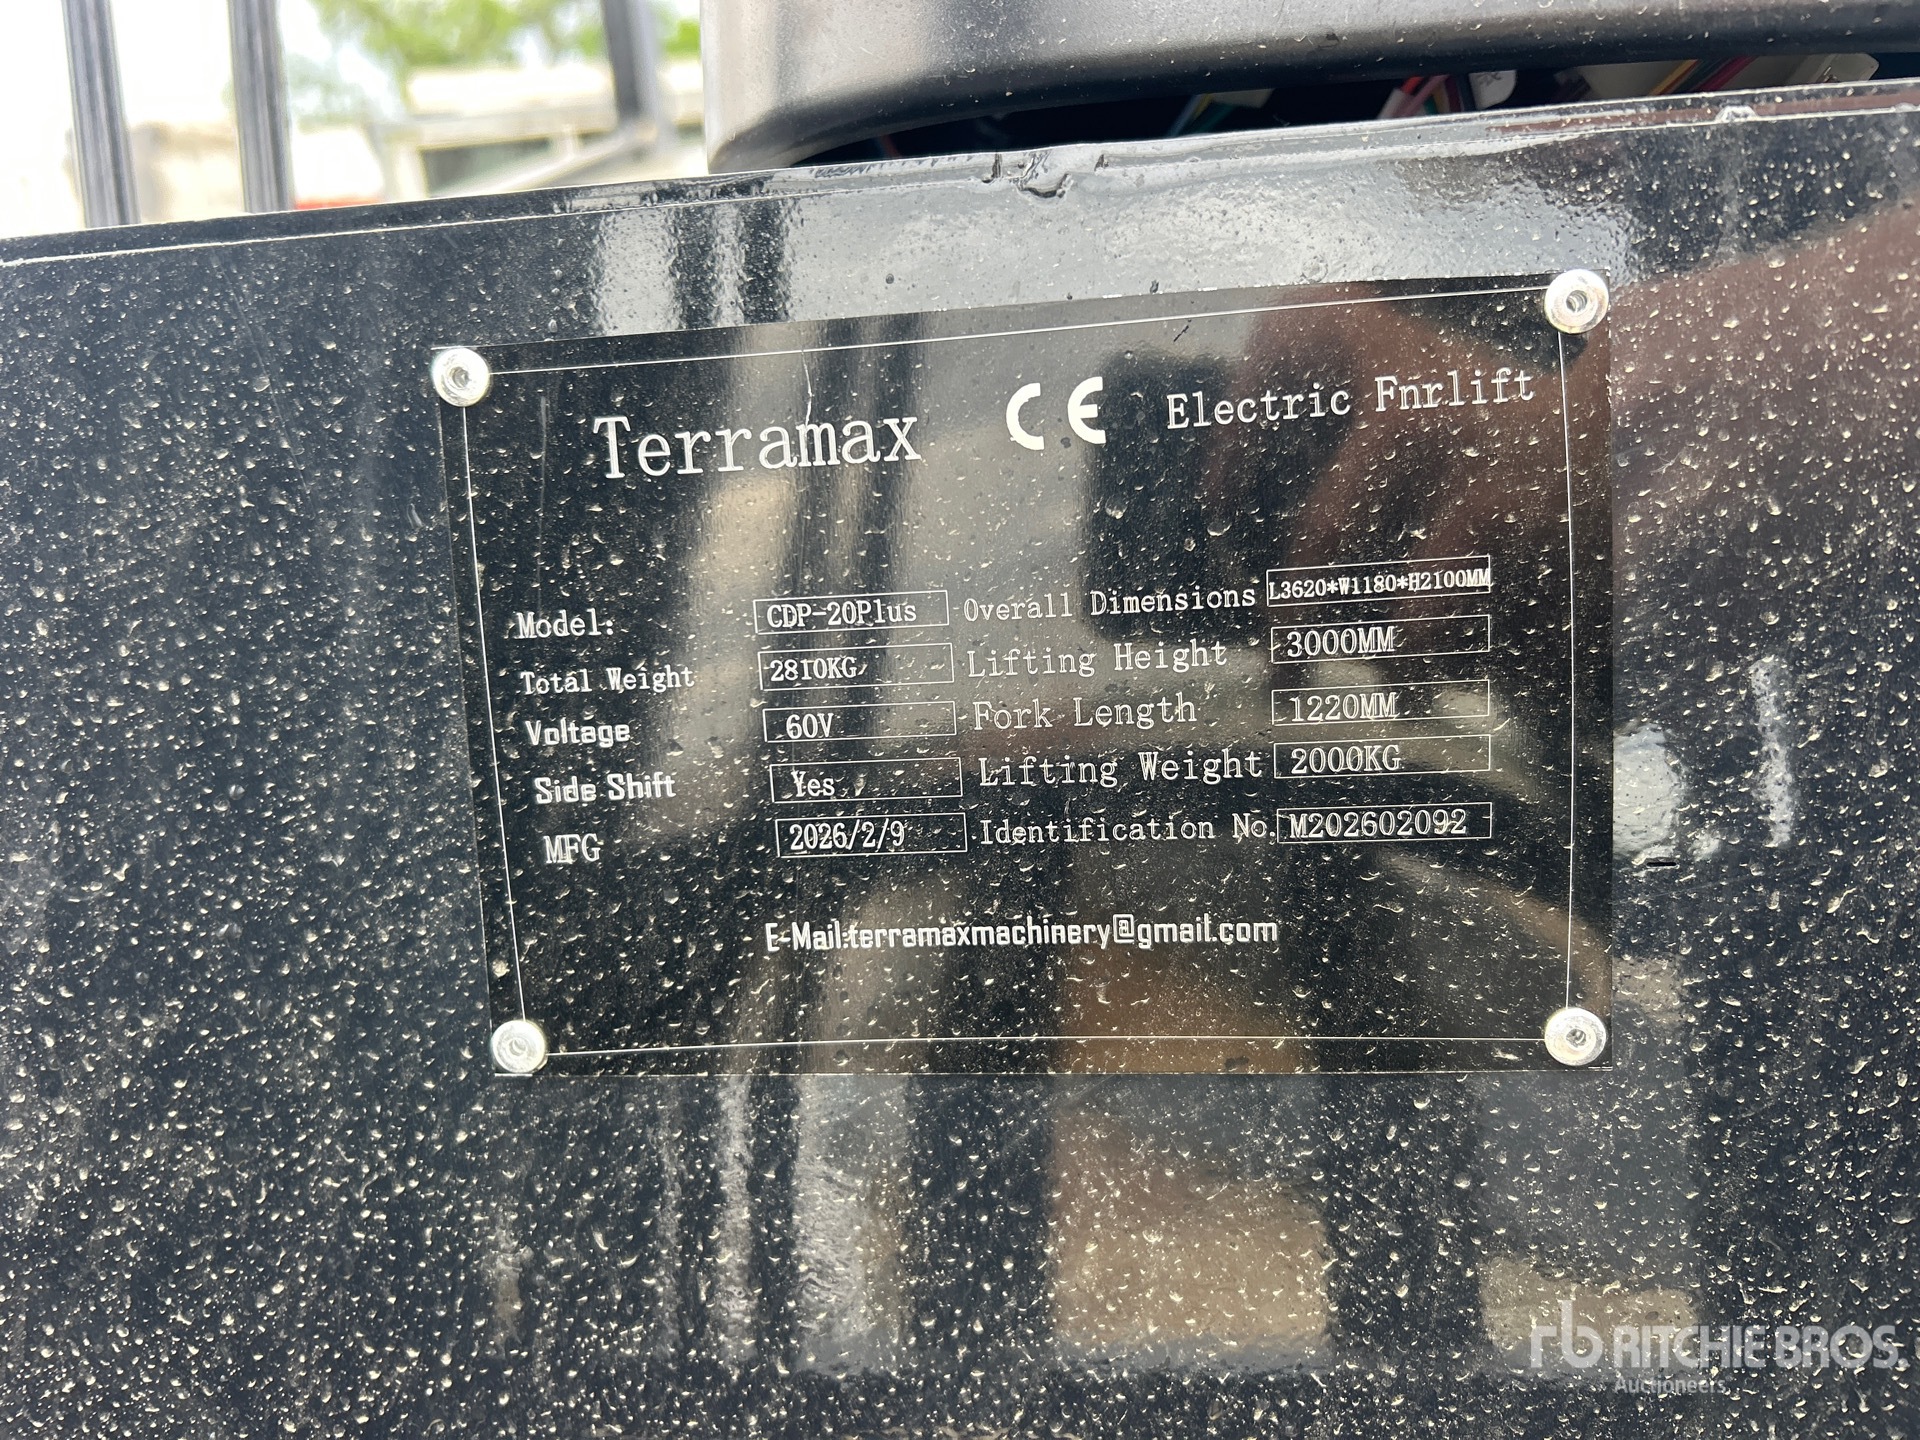 Terramax CE Electric Fnrlift
Model: CDP-20Plus Overall Dimensions L3620*W1180*H2100MM
Total Weight 2810KG Lifting Height 3000MM
Voltage 60V Fork Length 1220MM
Side Shift Yes Lifting Weight 2000KG
MFG 2026/2/9 Identification No. M202602092
E-Mail:terramaxmachinery@gmail.com
rb RITCHIE BROS.
Auctioneers